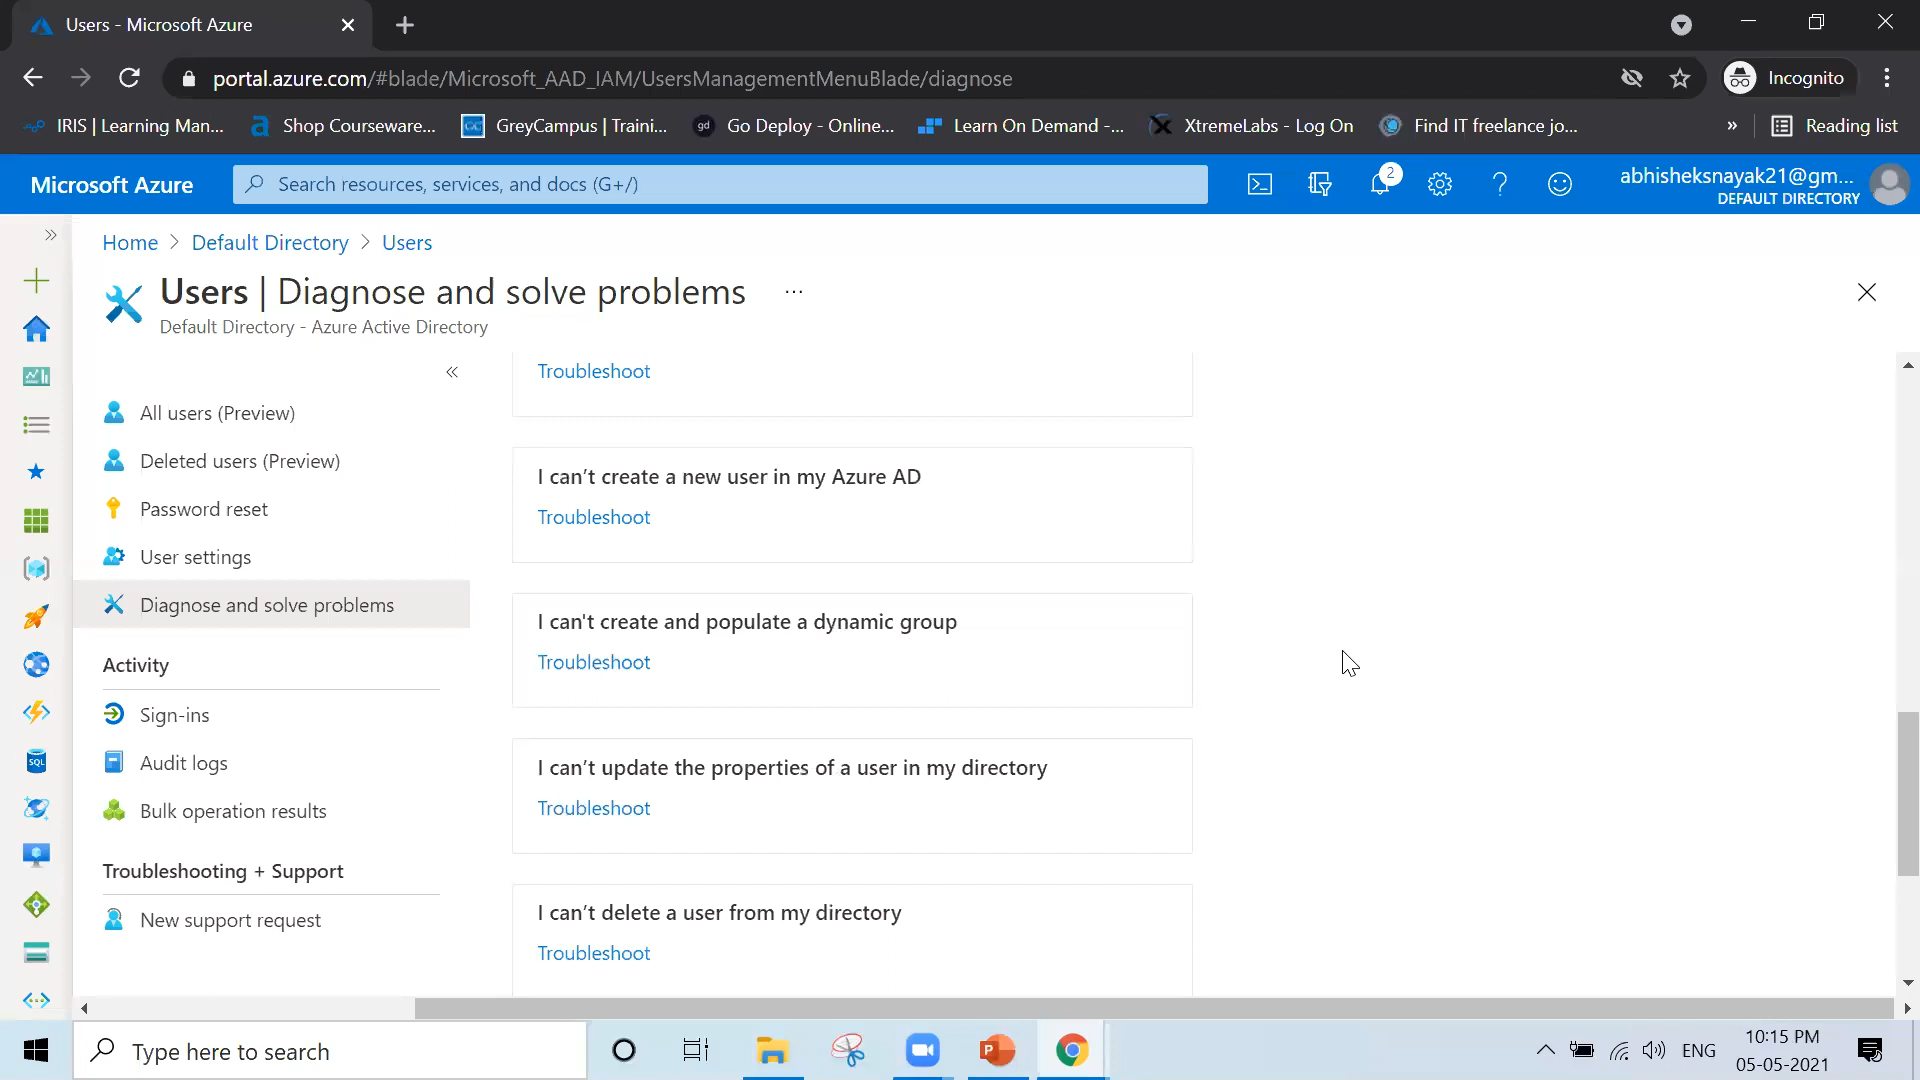 Users - Microsoft Azure
portal.azure.com/#blade/Microsoft_AAD_IAM/UsersManagementMenuBlade/diagnose
Incognito
IRIS | Learning Man...
Shop Courseware...
GC
GreyCampus | Traini...
gd
Go Deploy - Online...
Learn On Demand -...
XtremeLabs - Log On
Find IT freelance jo...
»
Reading list
Microsoft Azure
Search resources, services, and docs (G+/)
2
abhisheksnayak21@gm...
DEFAULT DIRECTORY
Home > Default Directory > Users
Users | Diagnose and solve problems ...
Default Directory - Azure Active Directory
All users (Preview)
Deleted users (Preview)
Password reset
User settings
Diagnose and solve problems
Activity
Sign-ins
Audit logs
Bulk operation results
Troubleshooting + Support
New support request
SQL
Troubleshoot
I can’t create a new user in my Azure AD
Troubleshoot
I can't create and populate a dynamic group
Troubleshoot
I can’t update the properties of a user in my directory
Troubleshoot
I can’t delete a user from my directory
Troubleshoot
Type here to search
P
ENG
10:15 PM
05-05-2021